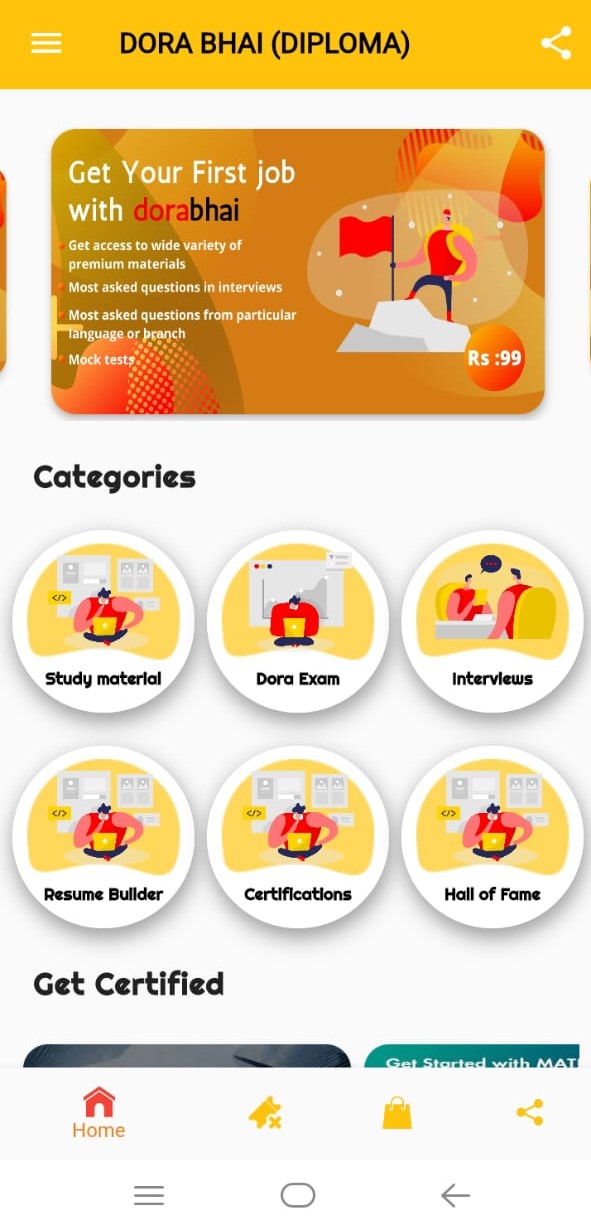 DORA BHAI (DIPLOMA)
Get Your First job
with dorabhai
Get access to wide variety of
premium materials
Most asked questions in interviews
Most asked questions from particular
language or branch
Mock tests
Rs :99
Categories
</>
Study material
Dora Exam
Interviews
</>
Resume Builder
</>
Certifications
</>
Hall of Fame
Get Certified
Get Started with
Home